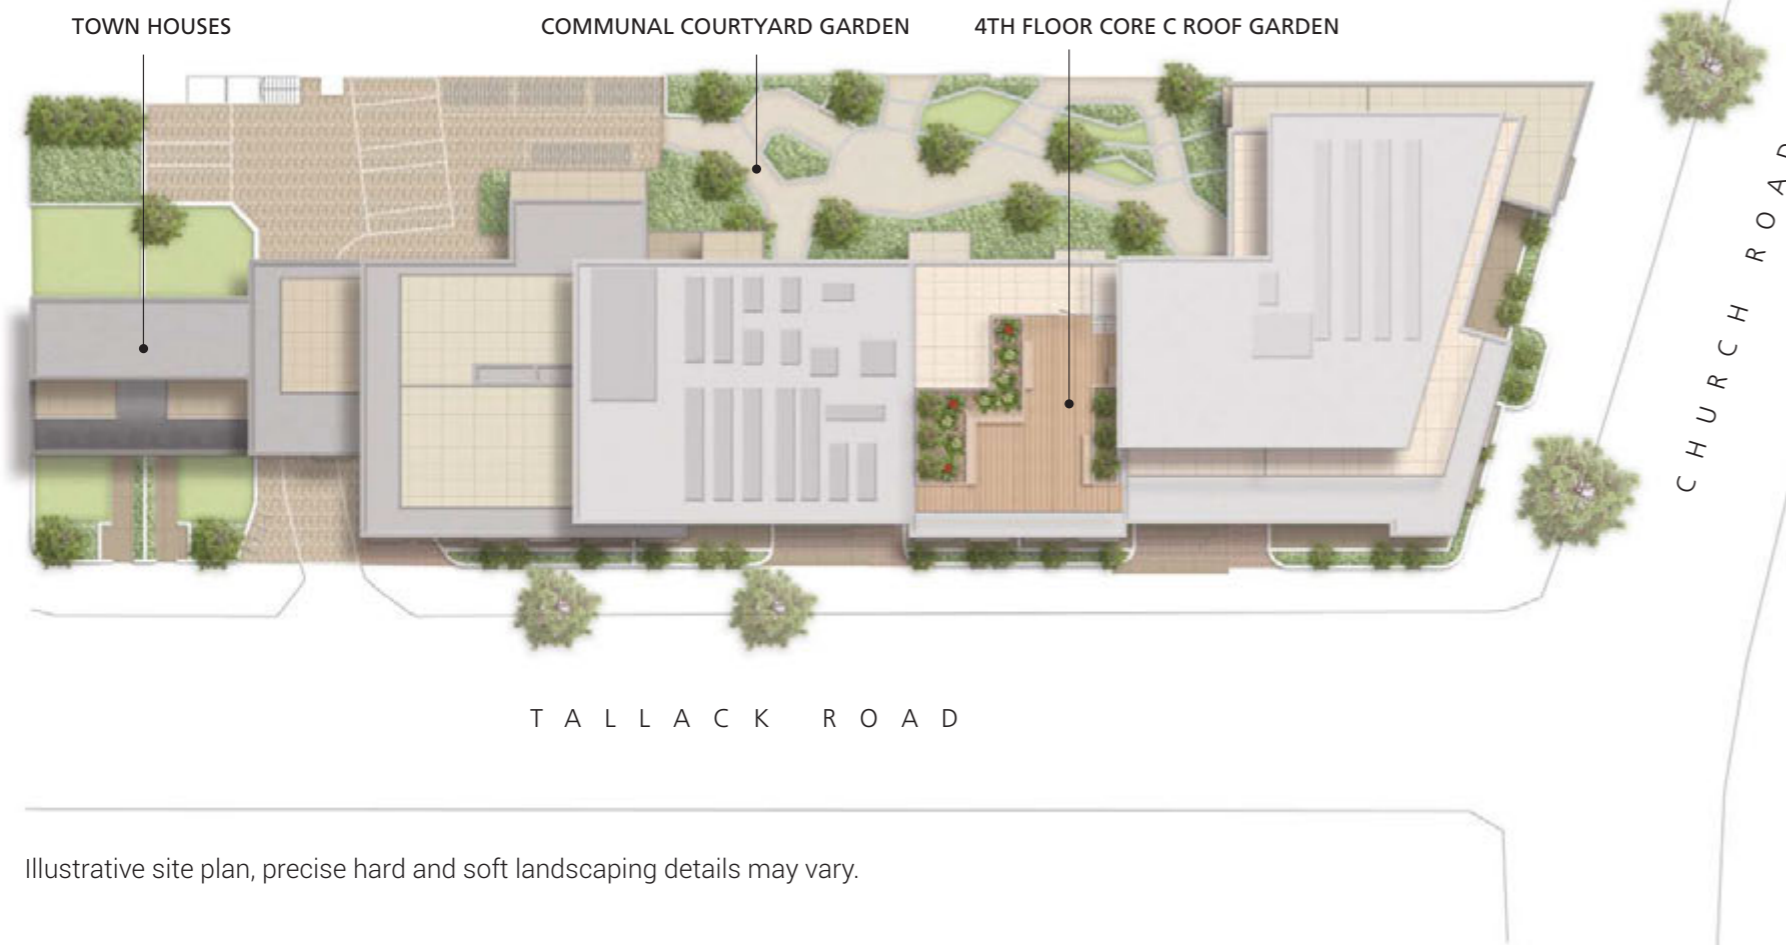 TOWN HOUSES
COMMUNAL COURTYARD GARDEN
4TH FLOOR CORE C ROOF GARDEN
CHURCH ROAD
TALLACK ROAD
Illustrative site plan, precise hard and soft landscaping details may vary.